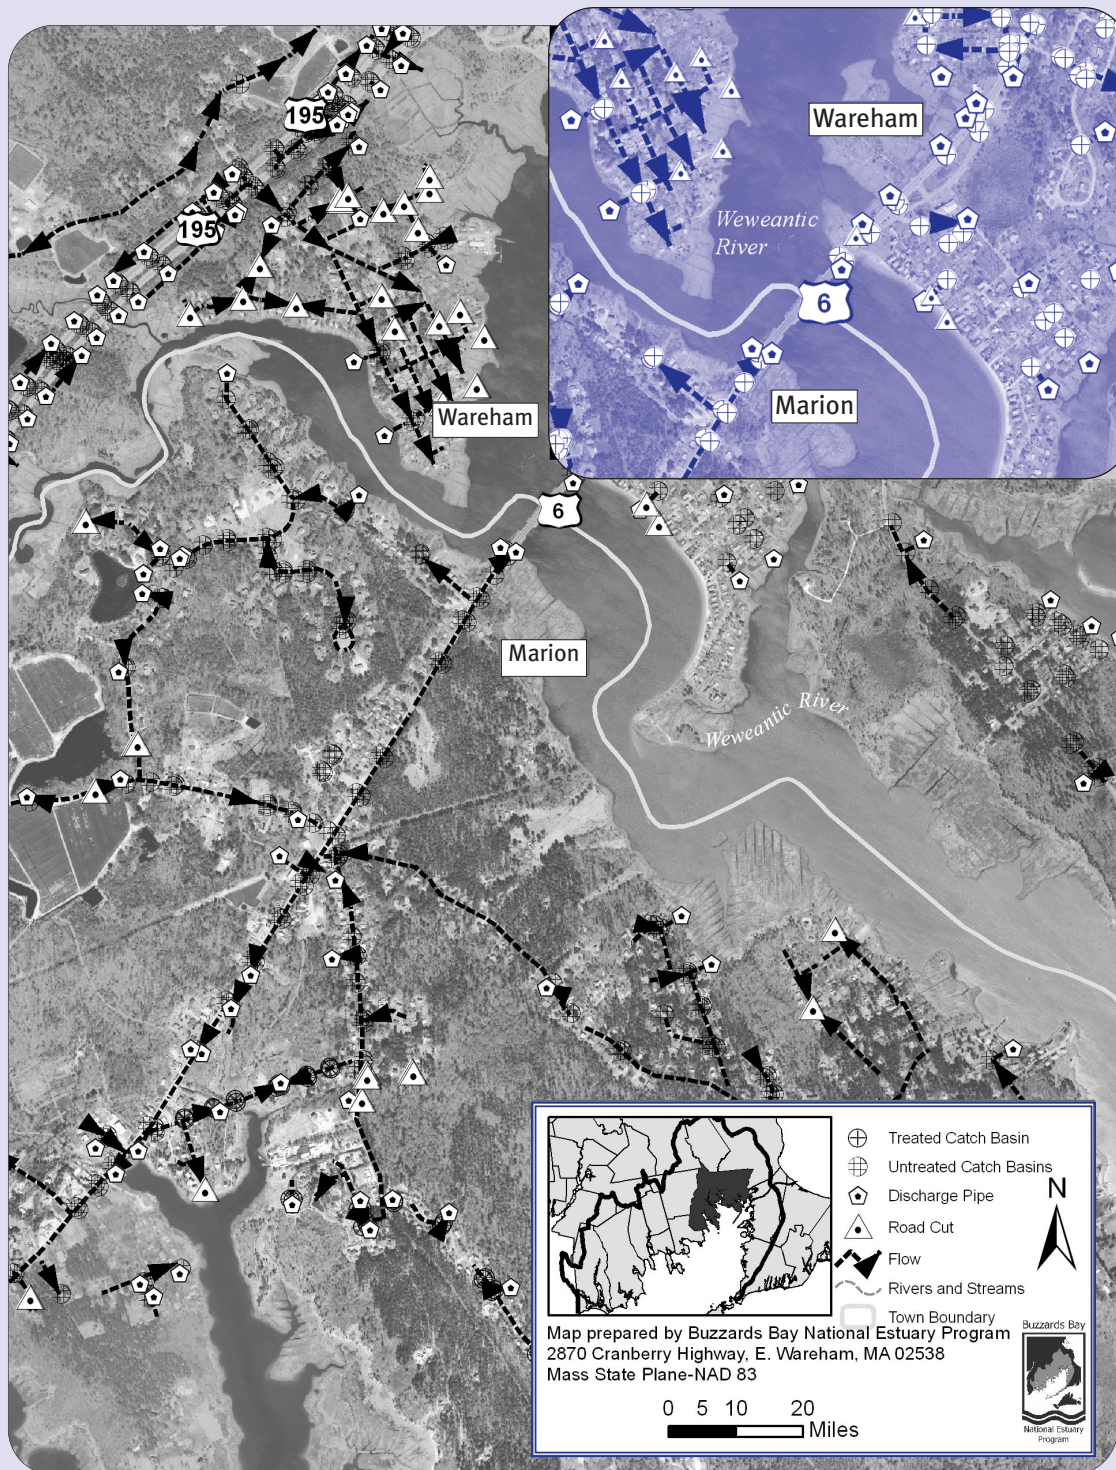 195
195
Wareham
Weweantic
River
6
Marion
Wareham
6
Marion
Weweantic River
Treated Catch Basin
Untreated Catch Basins
Discharge Pipe
Road Cut
Flow
Rivers and Streams
Town Boundary
N
Map prepared by Buzzards Bay National Estuary Program
2870 Cranberry Highway, E. Wareham, MA 02538
Mass State Plane-NAD 83
0 5 10 20
Miles
Buzzards Bay
National Estuary
Program